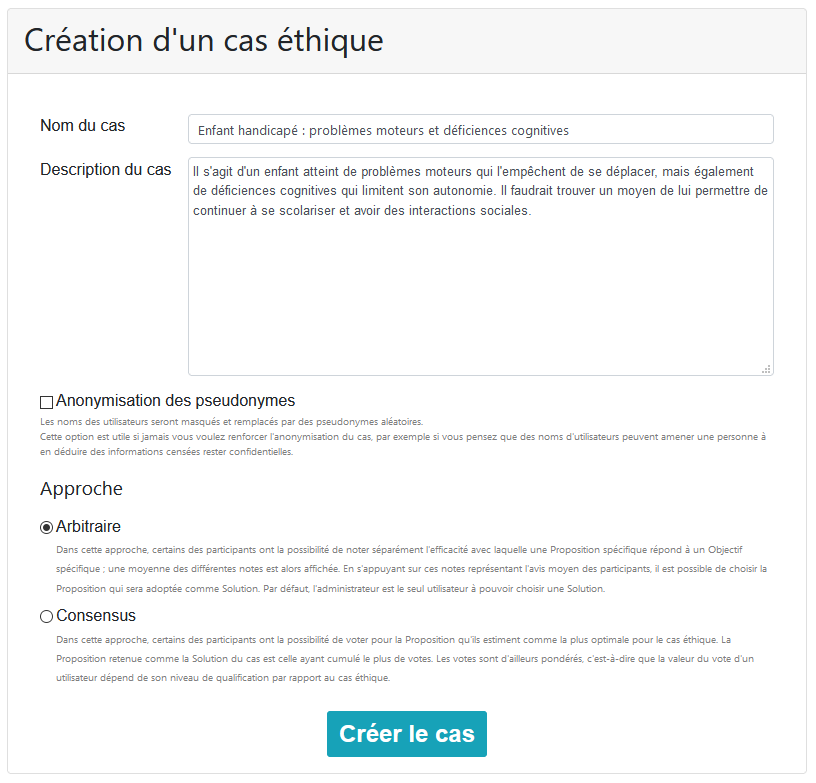 Création d'un cas éthique
Nom du cas
Enfant handicapé : problèmes moteurs et déficiences cognitives
Description du cas
Il s'agit d'un enfant atteint de problèmes moteurs qui l'empêchent de se déplacer, mais également
de déficiences cognitives qui limitent son autonomie. Il faudrait trouver un moyen de lui permettre de
continuer à se scolariser et avoir des interactions sociales.
Anonymisation des pseudonymes
Les noms des utilisateurs seront masqués et remplacés par des pseudonymes aléatoires.
Cette option est utile si jamais vous voulez renforcer l'anonymisation du cas, par exemple si vous pensez que des noms d'utilisateurs peuvent amener une personne à
en déduire des informations censées rester confidentielles.
Approche
Arbitraire
Dans cette approche, certains des participants ont la possibilité de noter séparément l'efficacité avec laquelle une Proposition spécifique répond à un Objectif
spécifique ; une moyenne des différentes notes est alors affichée. En s'appuyant sur ces notes représentant l'avis moyen des participants, il est possible de choisir la
Proposition qui sera adoptée comme Solution. Par défaut, l'administrateur est le seul utilisateur à pouvoir choisir une Solution.
Consensus
Dans cette approche, certains des participants ont la possibilité de voter pour la Proposition qu'ils estiment comme la plus optimale pour le cas éthique. La
Proposition retenue comme la Solution du cas est celle ayant cumulé le plus de votes. Les votes sont d'ailleurs pondérés, c'est-à-dire que la valeur du vote d'un
utilisateur dépend de son niveau de qualification par rapport au cas éthique.
Créer le cas